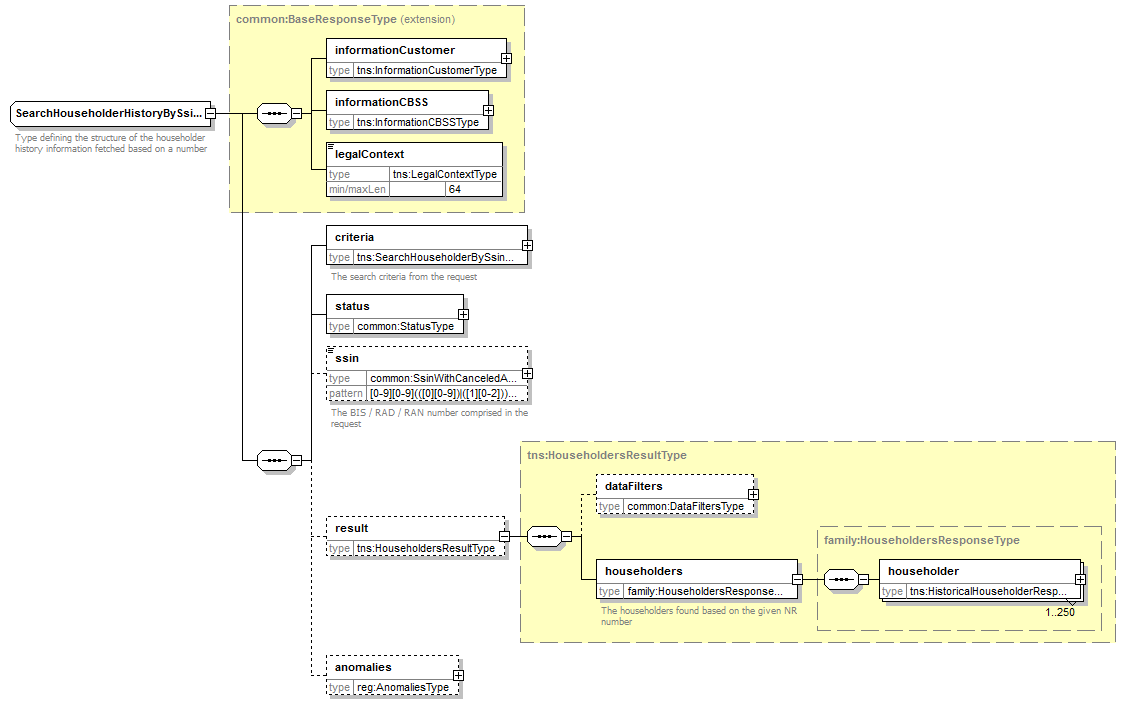 common:BaseResponseType (extension)
informationCustomer
type tns:InformationCustomerType
informationCBSS
type tns:InformationCBSSType
legalContext
type tns:LegalContextType
min/maxLen 64
SearchHouseholderHistoryBySsi...
Type defining the structure of the householder
history information fetched based on a number
criteria
type tns:SearchHouseholderBySsin...
The search criteria from the request
status
type common:StatusType
ssin
type common:SsinWithCanceledA...
pattern [0-9][0-9](([0][0-9])|([1][0-2]))...
The BIS / RAD / RAN number comprised in the
request
result
type tns:HouseholdersResultType
tns:HouseholdersResultType
dataFilters
type common:DataFiltersType
householders
type family:HouseholdersResponse...
The householders found based on the given NR
number
family:HouseholdersResponseType
householder
type tns:HistoricalHouseholderResp...
1..250
anomalies
type reg:AnomaliesType